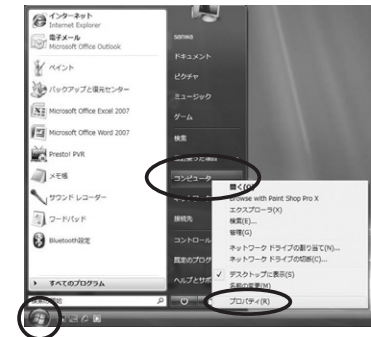 インターネット
Internet Explorer
電子メール
Microsoft Office Outlook
ペイント
バックアップと復元センター
Microsoft Office Excel 2007
Microsoft Office Word 2007
Presto! PVR
メモ帳
サウンド レコーダー
ワードパッド
Bluetooth設定
すべてのプログラム
sanwa
ドキュメント
ピクチャ
ミュージック
ゲーム
検索
コンピュータ
接続先
コントロール
既定のプログ
ヘルプとサポ
開く(O)
Browse with Paint Shop Pro X
エクスプローラ(X)
検索(E)...
管理(G)
ネットワーク ドライブの割り当て(N)...
ネットワーク ドライブの切断(C)...
デスクトップに表示(S)
名前の変更(M)
プロパティ(R)